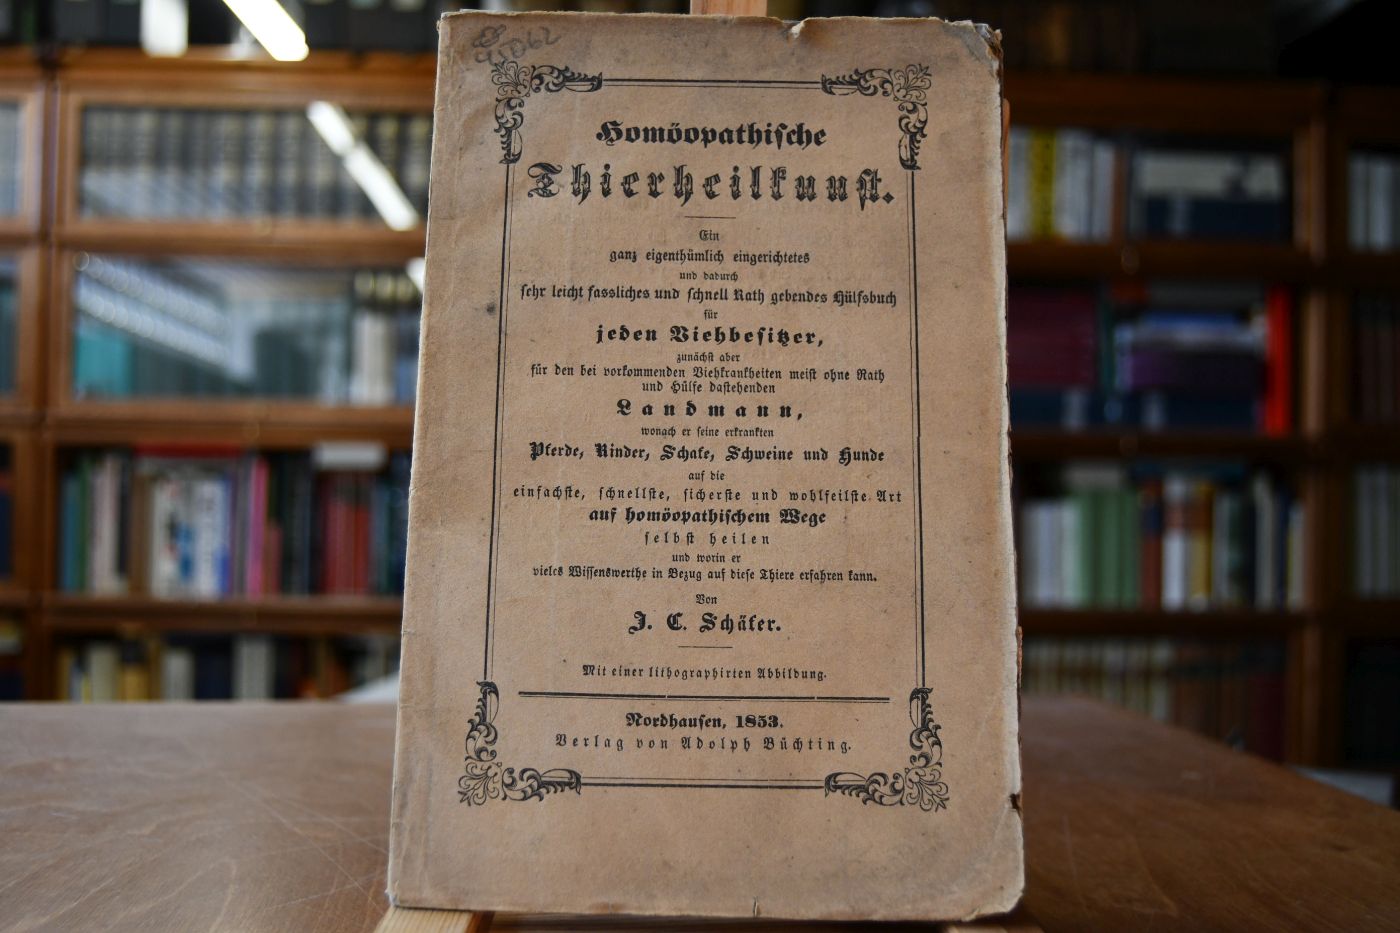 Homöopathische
Thierheilkunst.
Ein
ganz eigenthümlich eingerichtetes
und dadurch
sehr leicht fassliches und schnell Rath gebendes Hülfsbuch
für
jeden Viehbesitzer,
zunächst aber
für den bei vorkommenden Viehkrankheiten meist ohne Rath
und Hülfe dastehenden
Landmann,
wonach er seine erkrankten
Pferde, Rinder, Schafe, Schweine und Hunde
auf die
einfachste, schnellste, sicherste und wohlfeilste Art
auf homöopathischem Wege
selbst heilen
und worin er
vieles Wissenswerthe in Bezug auf diese Thiere erfahren kann.
Von
J. C. Schäfer.
Mit einer lithographirten Abbildung.
Nordhausen, 1853.
Verlag von Adolph Büchting.